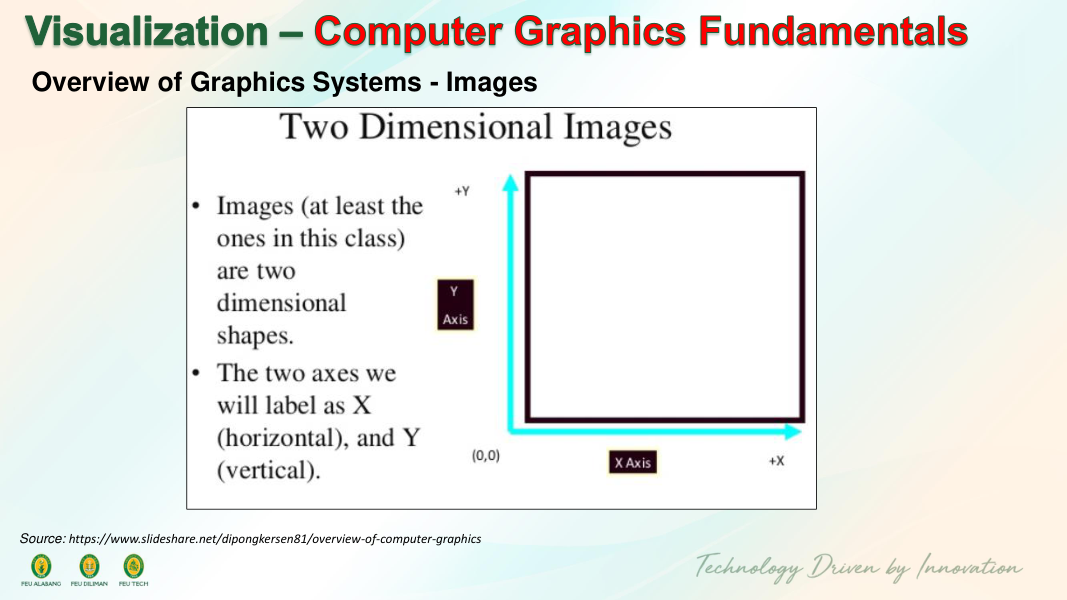 Visualization – Computer Graphics Fundamentals
Overview of Graphics Systems - Images
Two Dimensional Images
• Images (at least the
ones in this class)
are two
dimensional
shapes.
• The two axes we
will label as X
(horizontal), and Y
(vertical).
+Y
Y
Axis
(0,0)
X Axis
+X
Source: https://www.slideshare.net/dipongkersen81/overview-of-computer-graphics
FEU ALABANG
FEU DILIMAN
FEU TECH
Technology Driven by Innovation